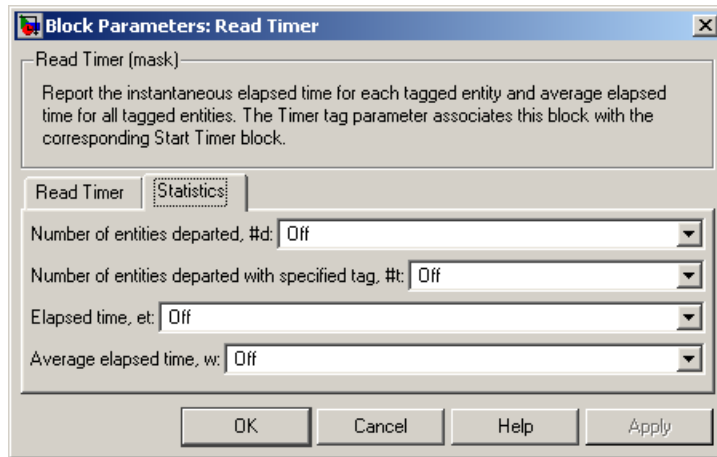 Block Parameters: Read Timer
Read Timer (mask)
Report the instantaneous elapsed time for each tagged entity and average elapsed
time for all tagged entities. The Timer tag parameter associates this block with the
corresponding Start Timer block.
Read Timer Statistics
Number of entities departed, #d: Off
Number of entities departed with specified tag, #t: Off
Elapsed time, et: Off
Average elapsed time, w: Off
OK Cancel Help Apply